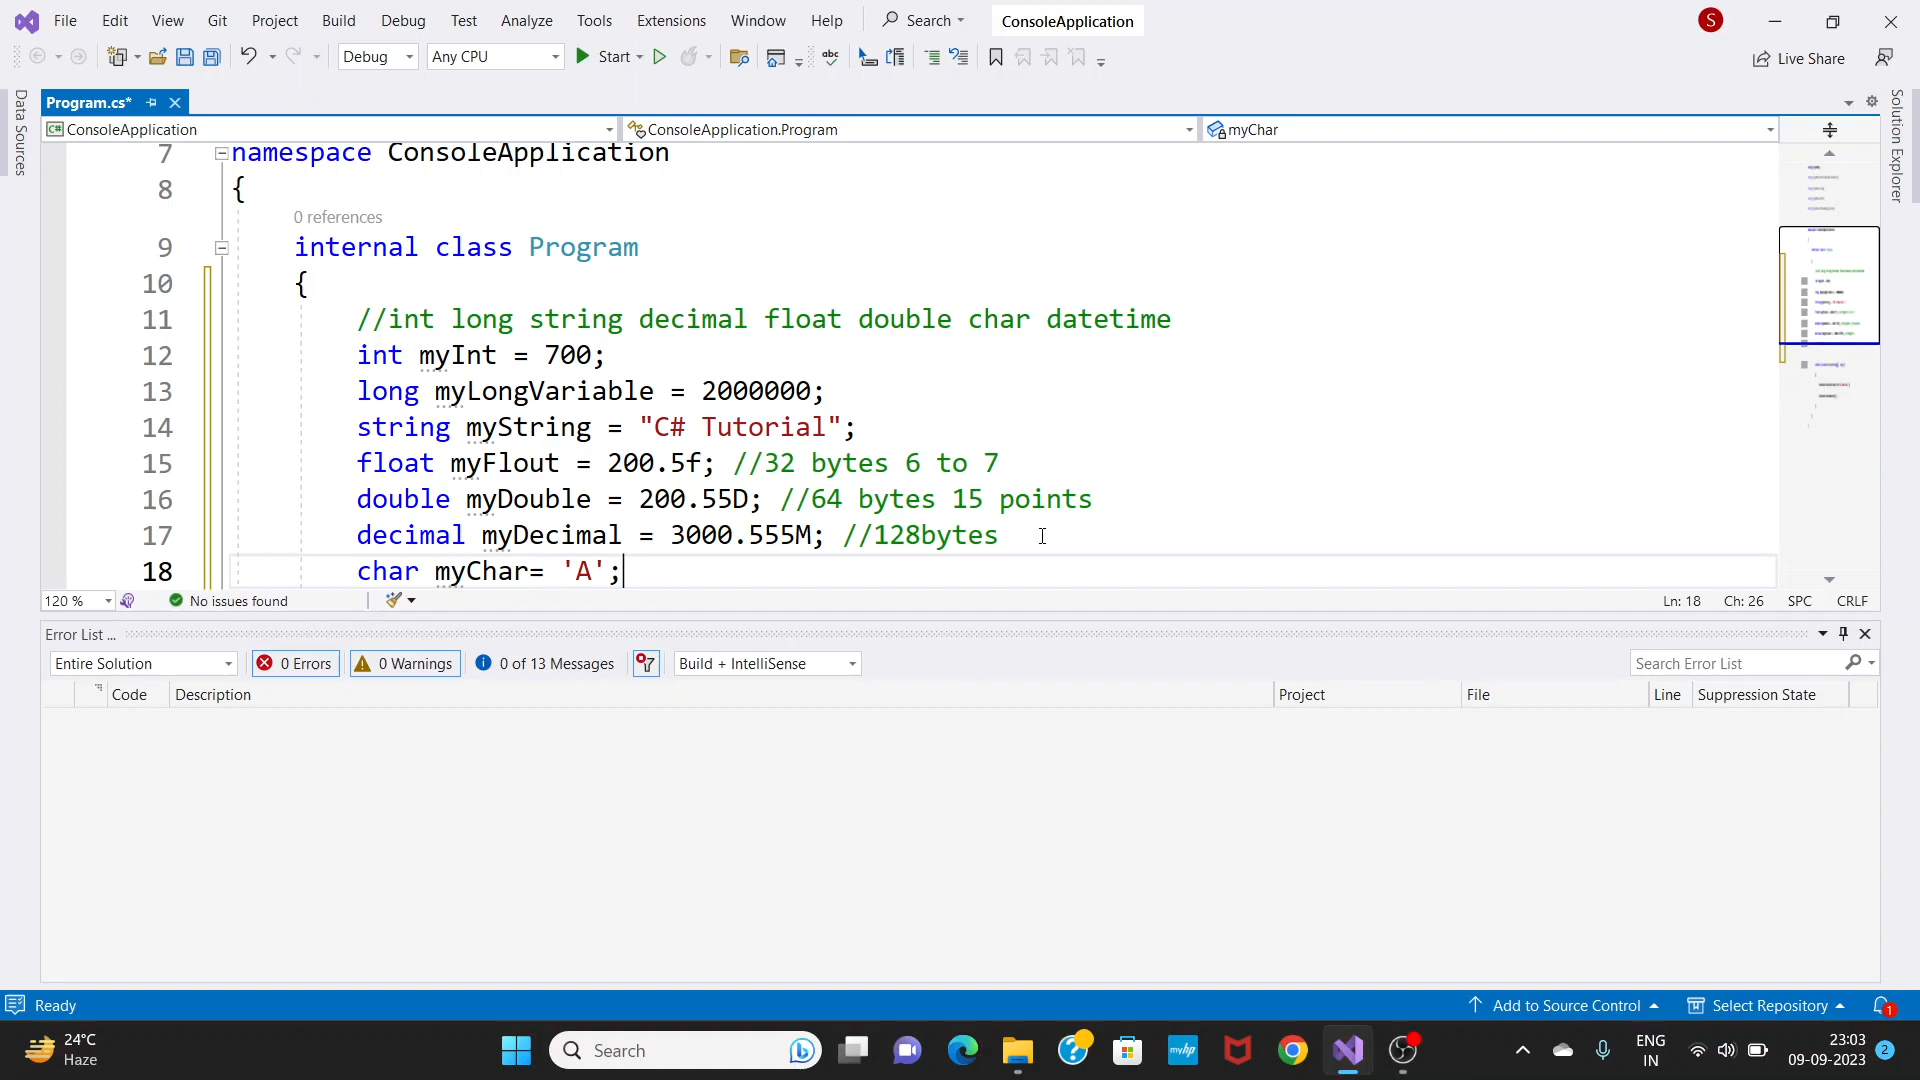 File Edit View Git Project Build Debug Test Analyze Tools Extensions Window Help Search ConsoleApplication S
Debug Any CPU Start abc Live Share
Data Sources
Program.cs*
Solution Explorer
C# ConsoleApplication ConsoleApplication.Program myChar
7 namespace ConsoleApplication
8 {
0 references
9 internal class Program
10 {
11 //int long string decimal float double char datetime
12 int myInt = 700;
13 long myLongVariable = 2000000;
14 string myString = "C# Tutorial";
15 float myFlout = 200.5f; //32 bytes 6 to 7
16 double myDouble = 200.55D; //64 bytes 15 points
17 decimal myDecimal = 3000.555M; //128bytes
18 char myChar= 'A';
120 % No issues found Ln: 18 Ch: 26 SPC CRLF
Error List ...
Entire Solution 0 Errors 0 Warnings 0 of 13 Messages Build + IntelliSense Search Error List
Code Description Project File Line Suppression State
Ready Add to Source Control Select Repository 1
24°C
Haze
Search
myhp
ENG
IN
23:03
09-09-2023
2